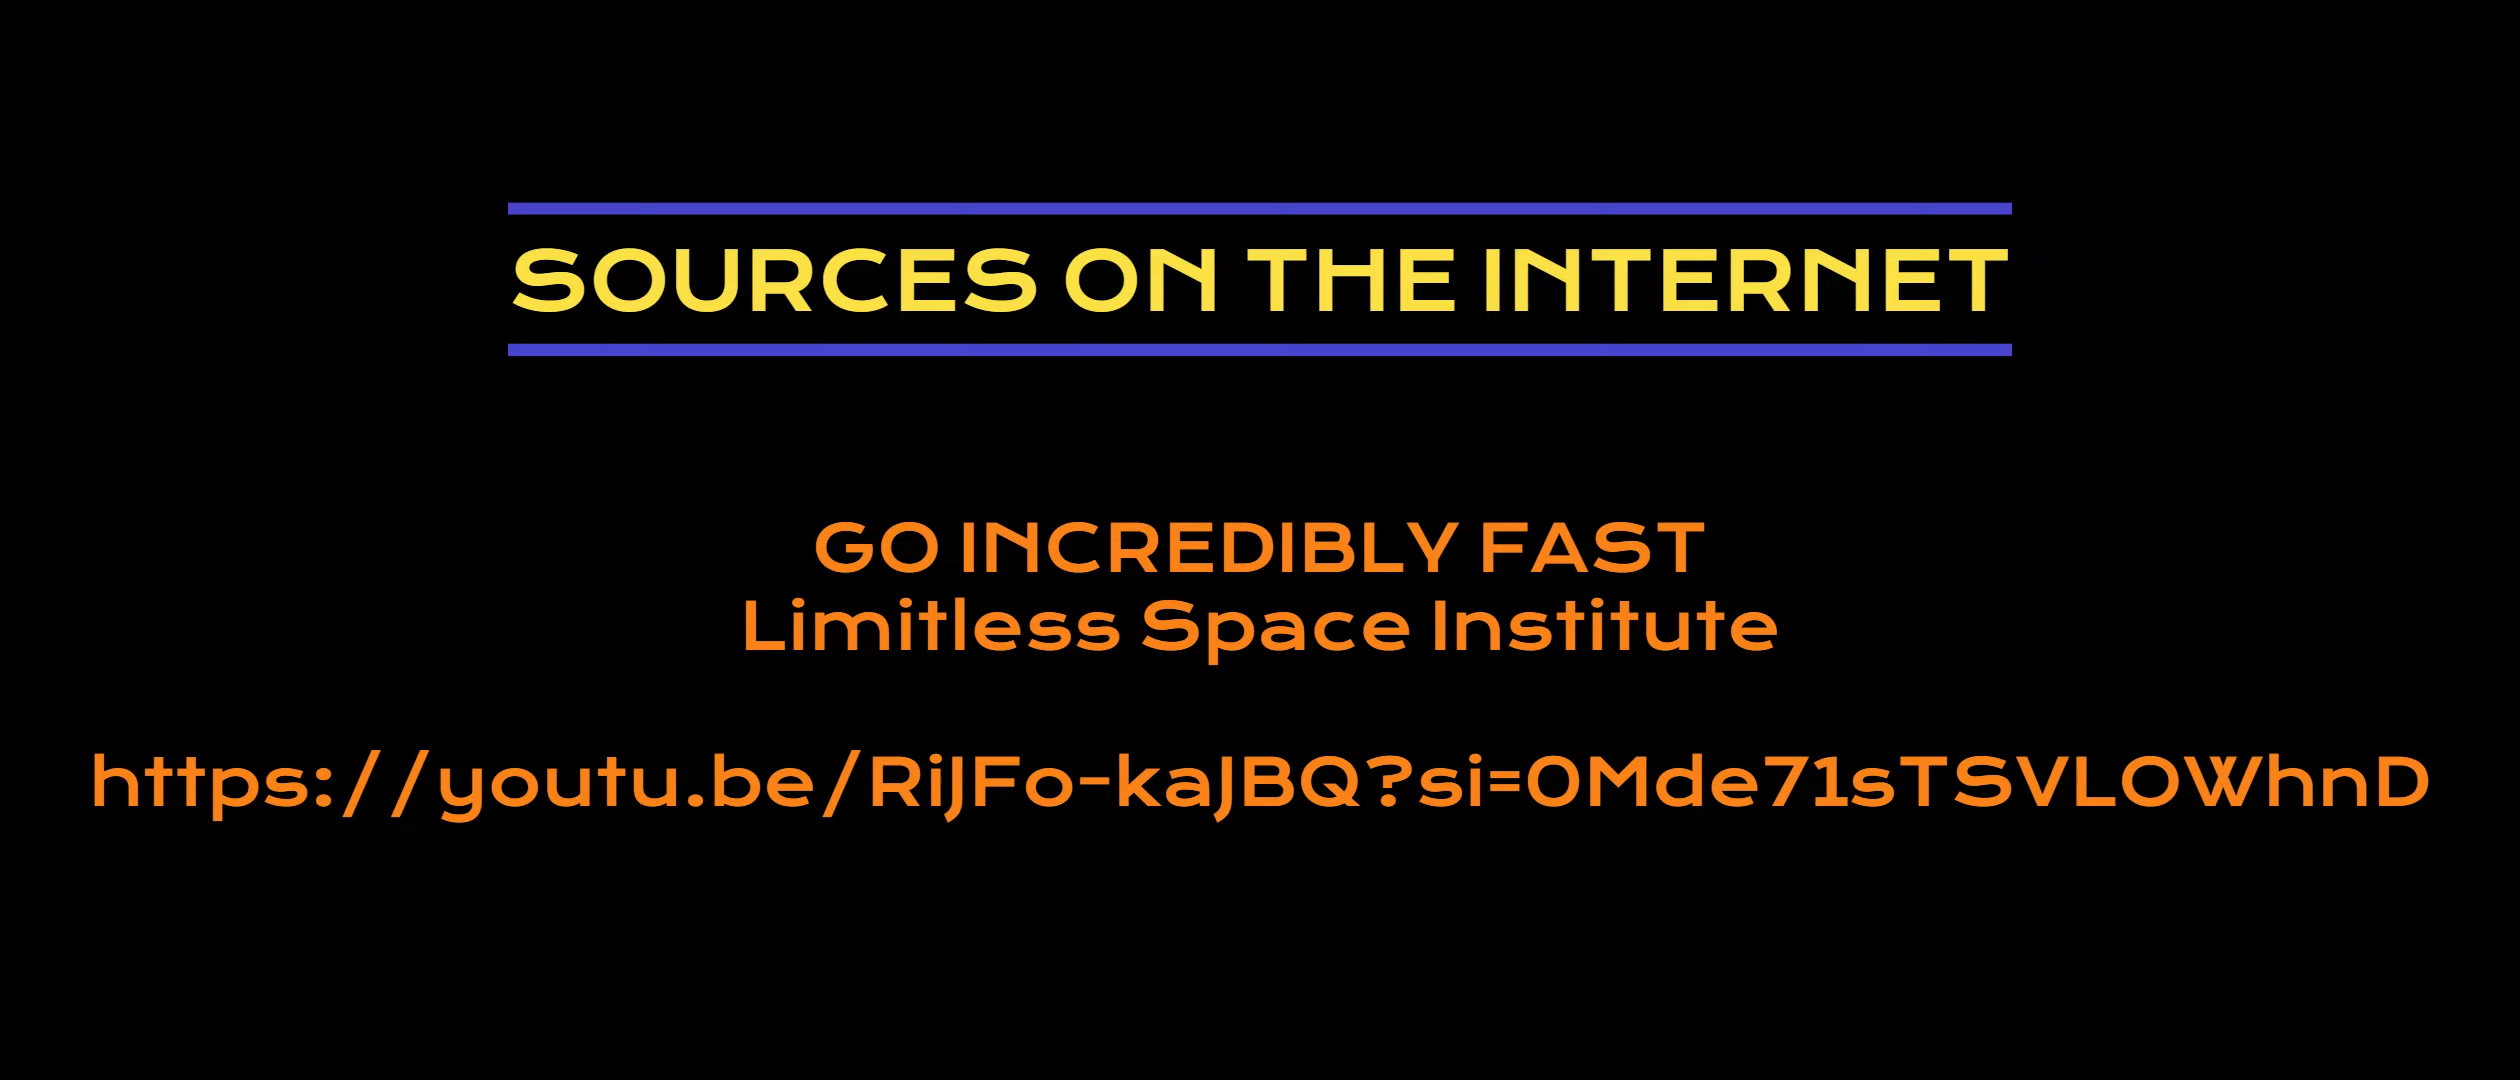 SOURCES ON THE INTERNET
GO INCREDIBLY FAST
Limitless Space Institute
https://youtu.be/RiJFo-kaJBQ?si=0Mde71sTSVLOWhnD